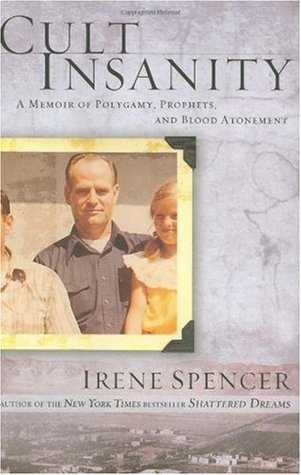 CULT
INSANITY
A MEMOIR OF POLYGAMY, PROPHETS,
AND BLOOD ATONEMENT
IRENE SPENCER
AUTHOR OF THE NEW YORK TIMES BESTSELLER SHATTERED DREAMS